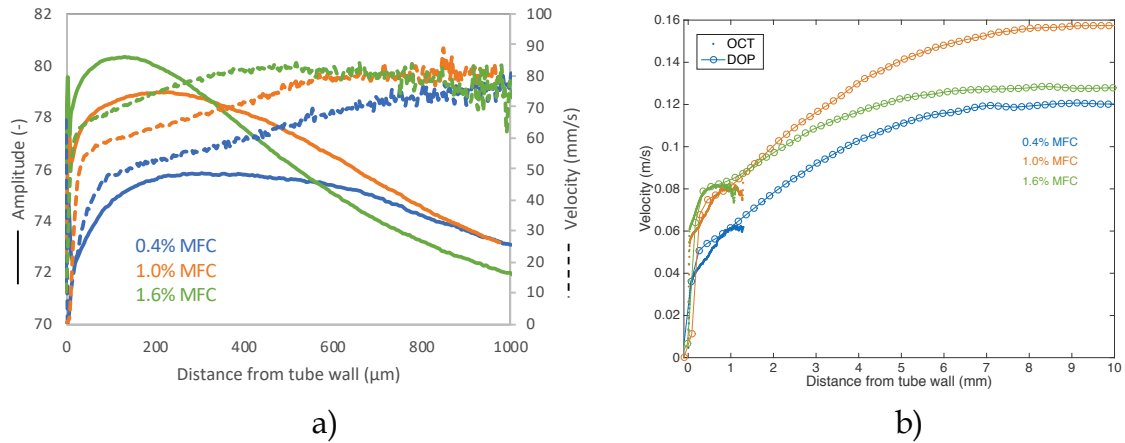 82
80
78
76
74
72
70
Amplitude (-)
100
90
80
70
60
50
40
30
20
10
0
Velocity (mm/s)
0.4% MFC
1.0% MFC
1.6% MFC
0 200 400 600 800 1000
Distance from tube wall (µm)
a)
0.16
0.14
0.12
0.10
0.08
0.06
0.04
0.02
0
Velocity (m/s)
OCT
DOP
0.4% MFC
1.0% MFC
1.6% MFC
0 1 2 3 4 5 6 7 8 9 10
Distance from tube wall (mm)
b)